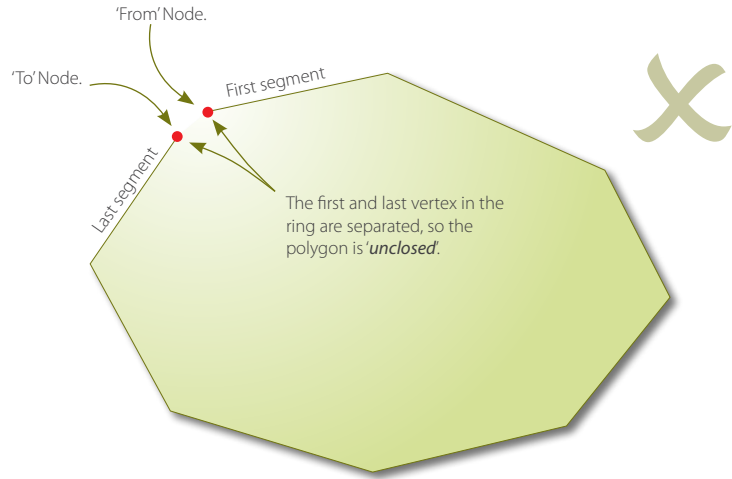 ‘From’ Node.
‘To’ Node.
First segment
Last segment
The first and last vertex in the
ring are separated, so the
polygon is ‘unclosed’.